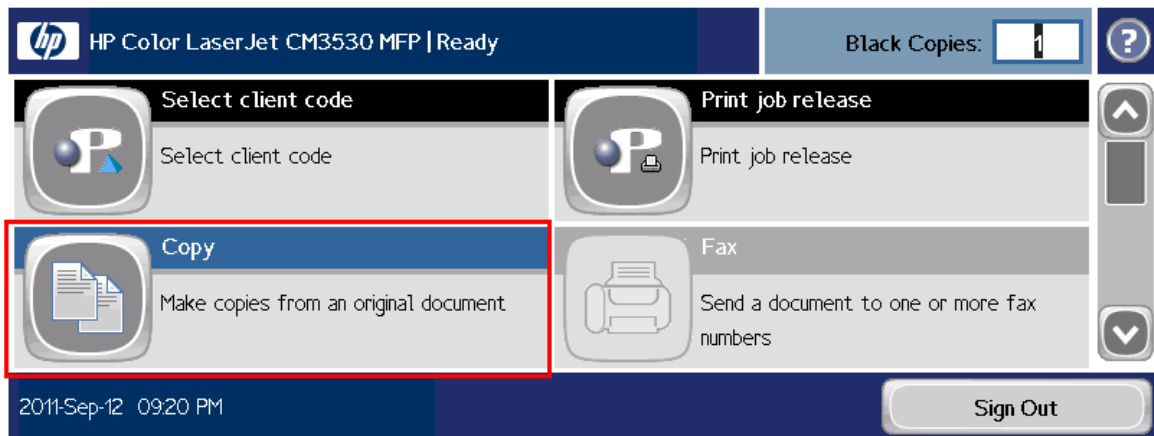 hp HP Color LaserJet CM3530 MFP | Ready
Black Copies: 1 ?
Select client code
Select client code
Print job release
Print job release
Copy
Make copies from an original document
Fax
Send a document to one or more fax
numbers
2011-Sep-12 09:20 PM
Sign Out